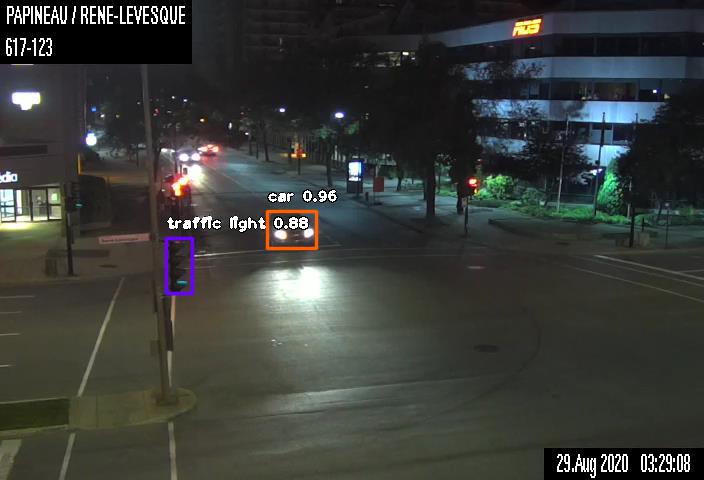 PAPINEAU / RENE-LEVESQUE
617-123
car 0.96
traffic light 0.88
29.Aug 2020 03:29:08